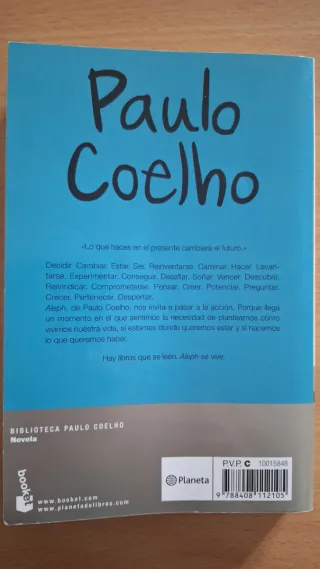 Paulo
Coelho
«Lo que haces en el presente cambiará el futuro.»
Decidir. Cambiar. Estar. Ser. Reinventarse. Caminar. Hacer. Levan-
tarse. Experimentar. Conseguir. Desafiar. Soñar. Vencer. Descubrir.
Reivindicar. Comprometerse. Pensar. Creer. Potenciar. Preguntar.
Crecer. Pertenecer. Despertar.
Aleph, de Paulo Coelho, nos invita a pasar a la acción. Porque llega
un momento en el que sentimos la necesidad de plantearnos cómo
vivimos nuestra vida, si estamos donde queremos estar y si hacemos
lo que queremos hacer.
Hay libros que se leen. Aleph se vive.
BIBLIOTECA PAULO COELHO
Novela
booket
www.booket.com
www.planetadelibros.com
Planeta
P.V.P. C 10015848
9 788408 112105